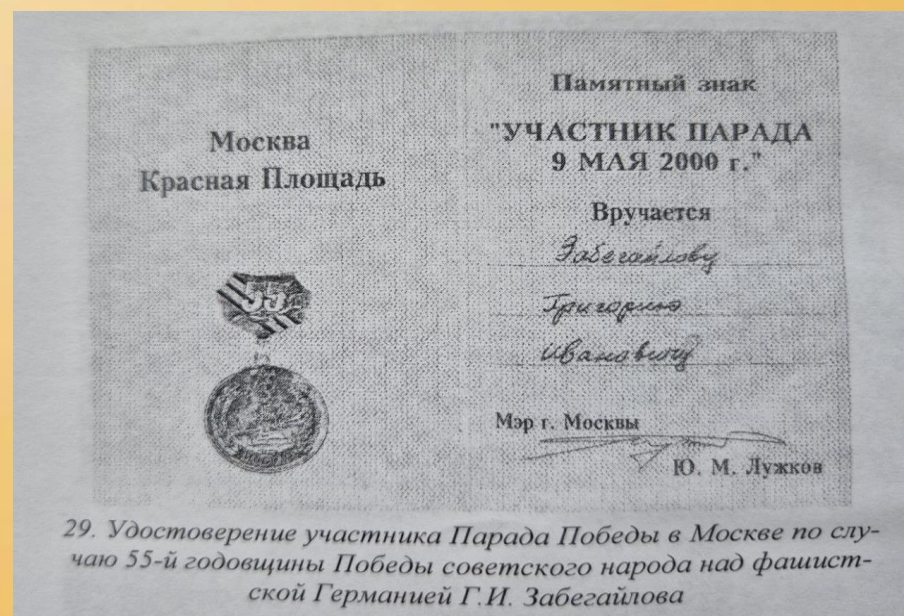 Москва
Красная Площадь
55
Памятный знак
"УЧАСТНИК ПАРАДА
9 МАЯ 2000 г."
Вручается
Забегайлову
Григорию
Ивановичу
Мэр г. Москвы
Ю. М. Лужков
29. Удостоверение участника Парада Победы в Москве по слу-
чаю 55-й годовщины Победы советского народа над фашист-
ской Германией Г.И. Забегайлова